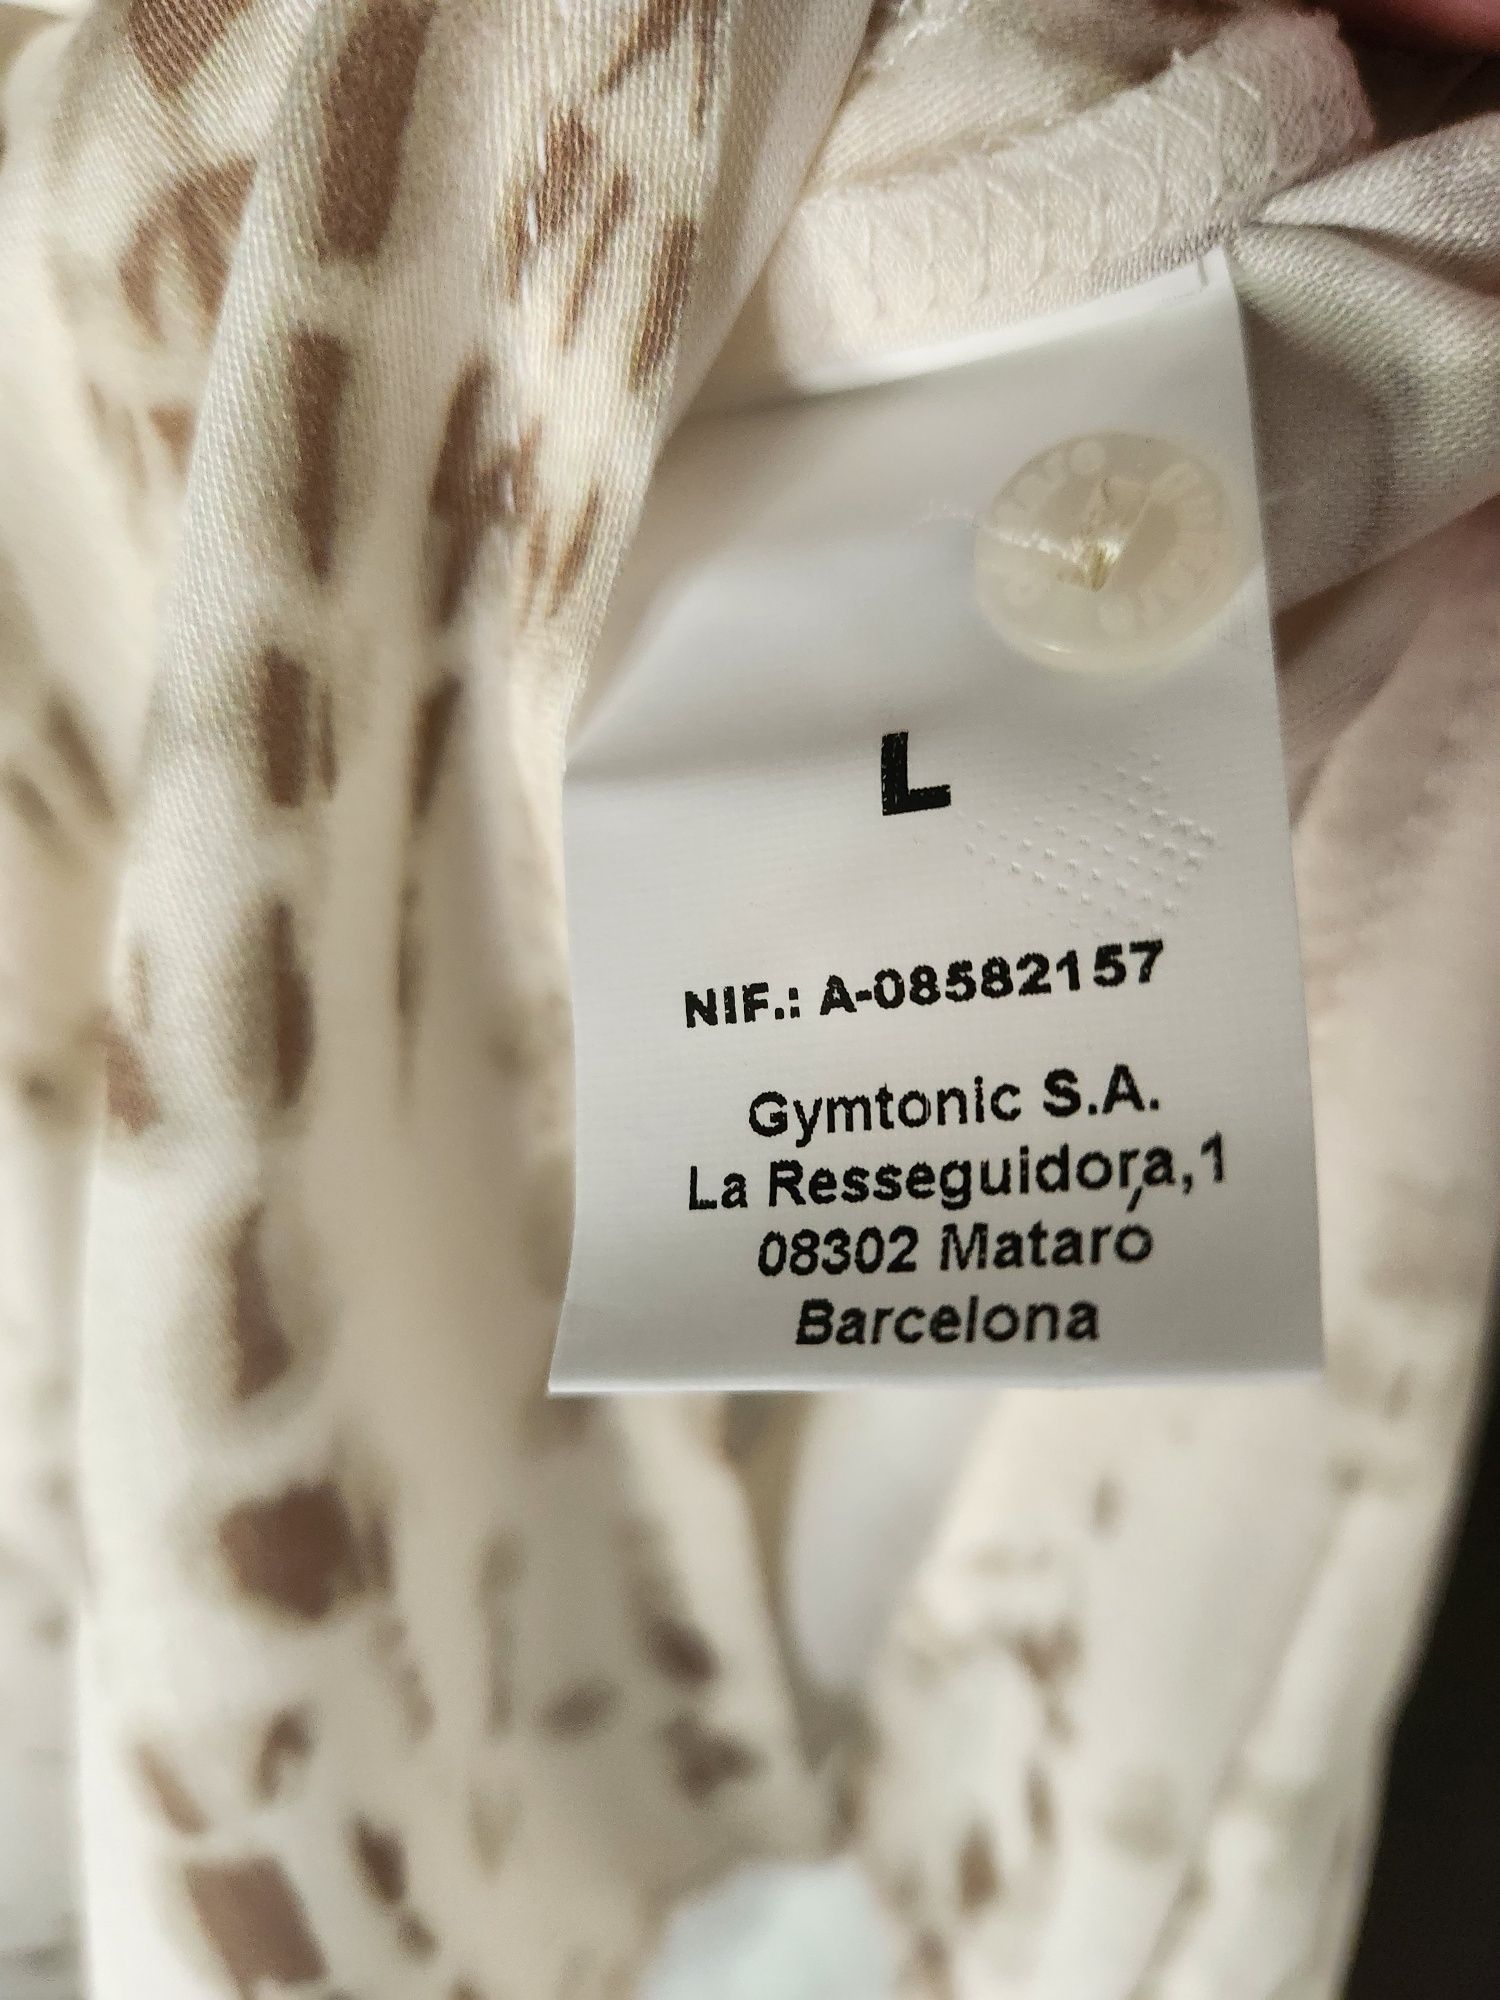 L
NIF.: A-08582157
Gymtonic S.A.
La Resseguidora,1
08302 Mataró
Barcelona